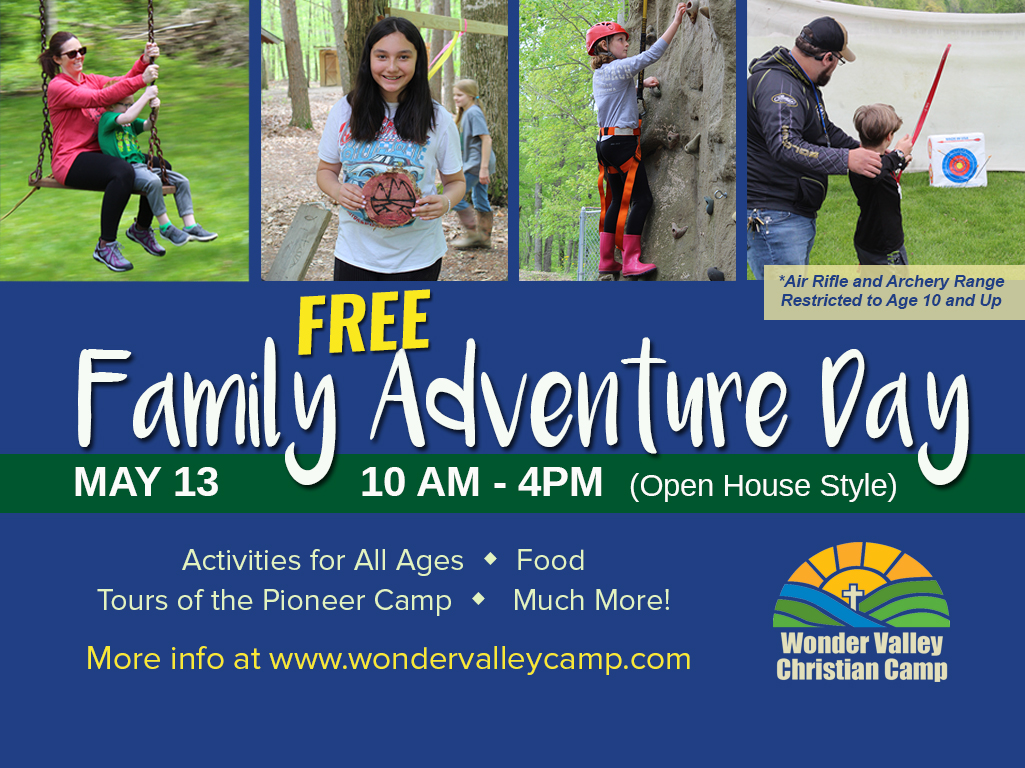 *Air Rifle and Archery Range
Restricted to Age 10 and Up
FREE
Family Adventure Day
MAY 13 10 AM - 4PM (Open House Style)
Activities for All Ages ◆ Food
Tours of the Pioneer Camp ◆ Much More!
More info at www.wondervalleycamp.com
Wonder Valley
Christian Camp